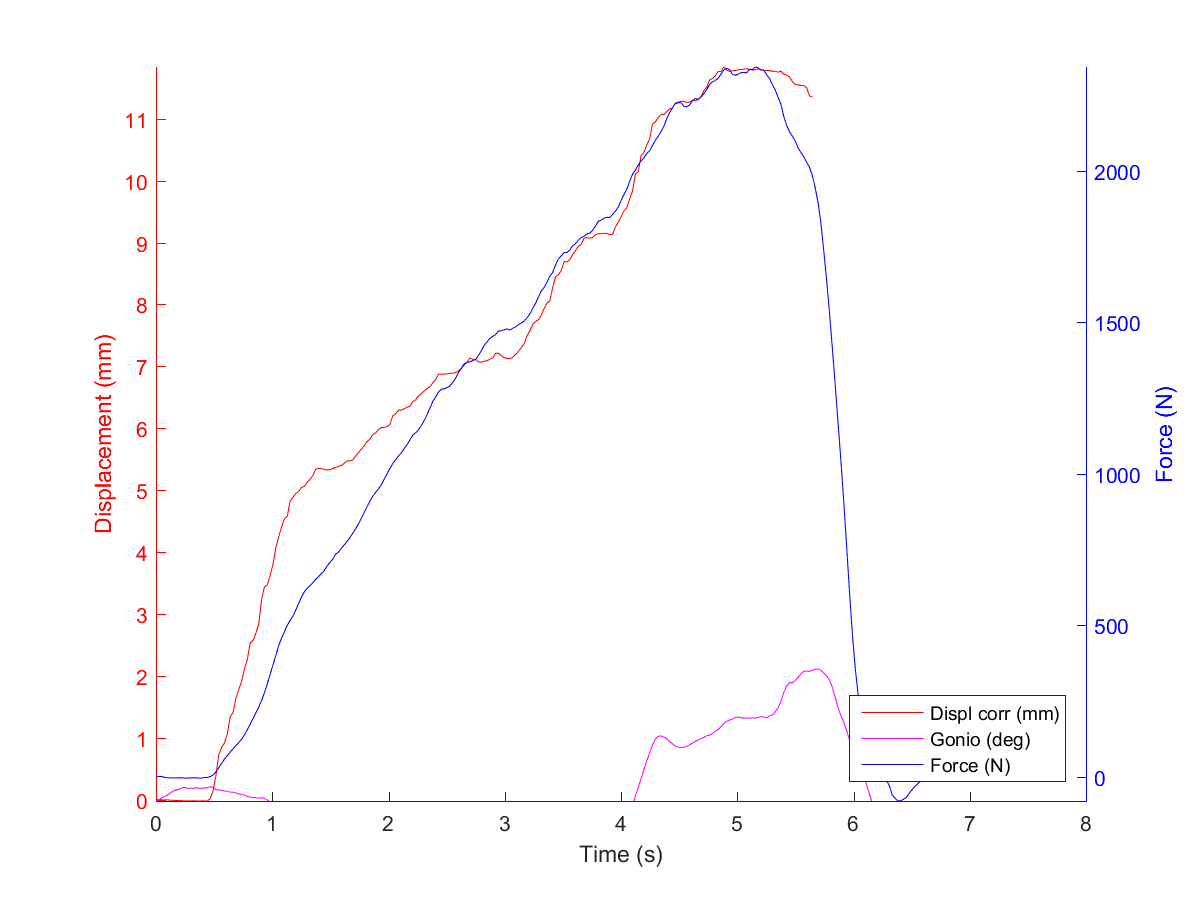 11
10
9
8
7
6
5
4
3
2
1
0
Displacement (mm)
2000
1500
1000
500
0
Force (N)
Displ corr (mm)
Gonio (deg)
Force (N)
0 1 2 3 4 5 6 7 8
Time (s)